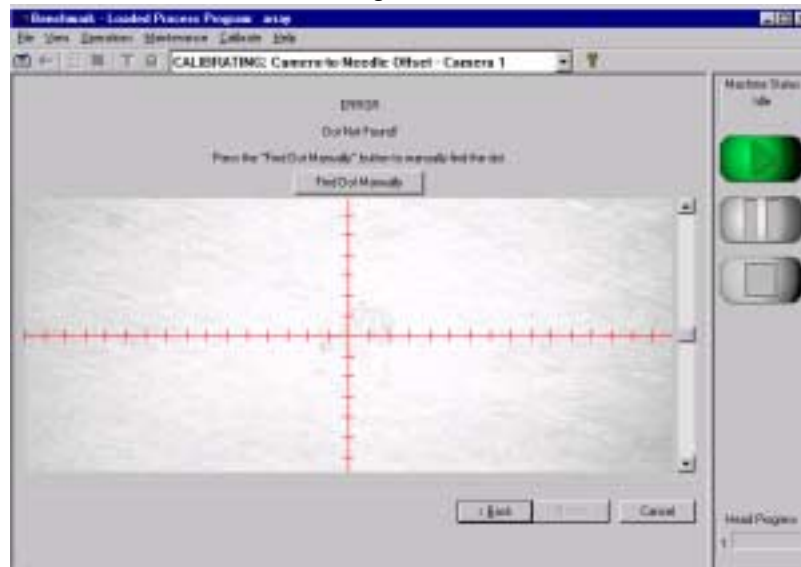 Benchmark - Loaded Process Program array
File View Operations Maintenance Calibrate Help
CALIBRATING: Camera-to-Needle Offset - Camera 1
Machine Status
Idle
ERROR
Dot Not Found!
Press the "Find Dot Manually" button to manually find the dot
Find Dot Manually
< Back
Cancel
Head Progress
1